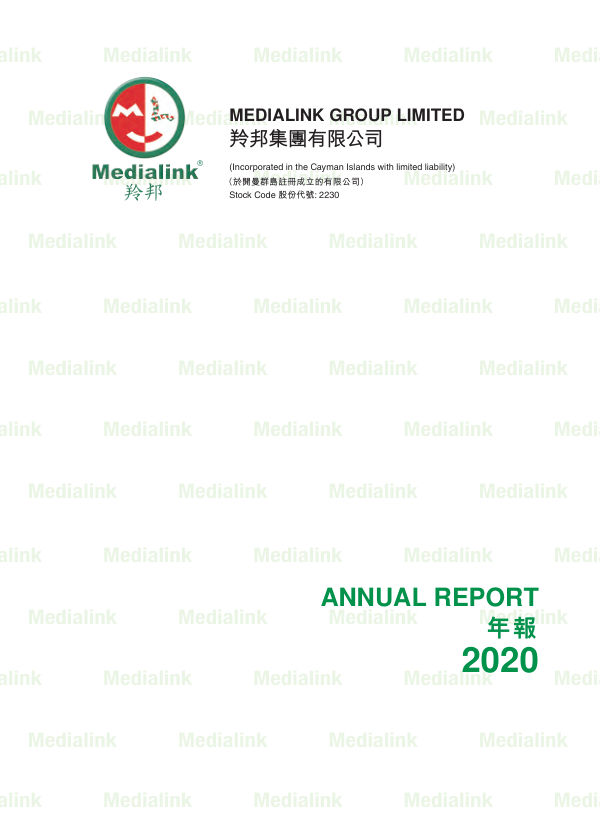 MEDIALINK GROUP LIMITED
羚邦集團有限公司
Medialink®
羚邦
(Incorporated in the Cayman Islands with limited liability)
(於開曼群島註冊成立的有限公司)
Stock Code 股份代號: 2230
ANNUAL REPORT
年報
2020